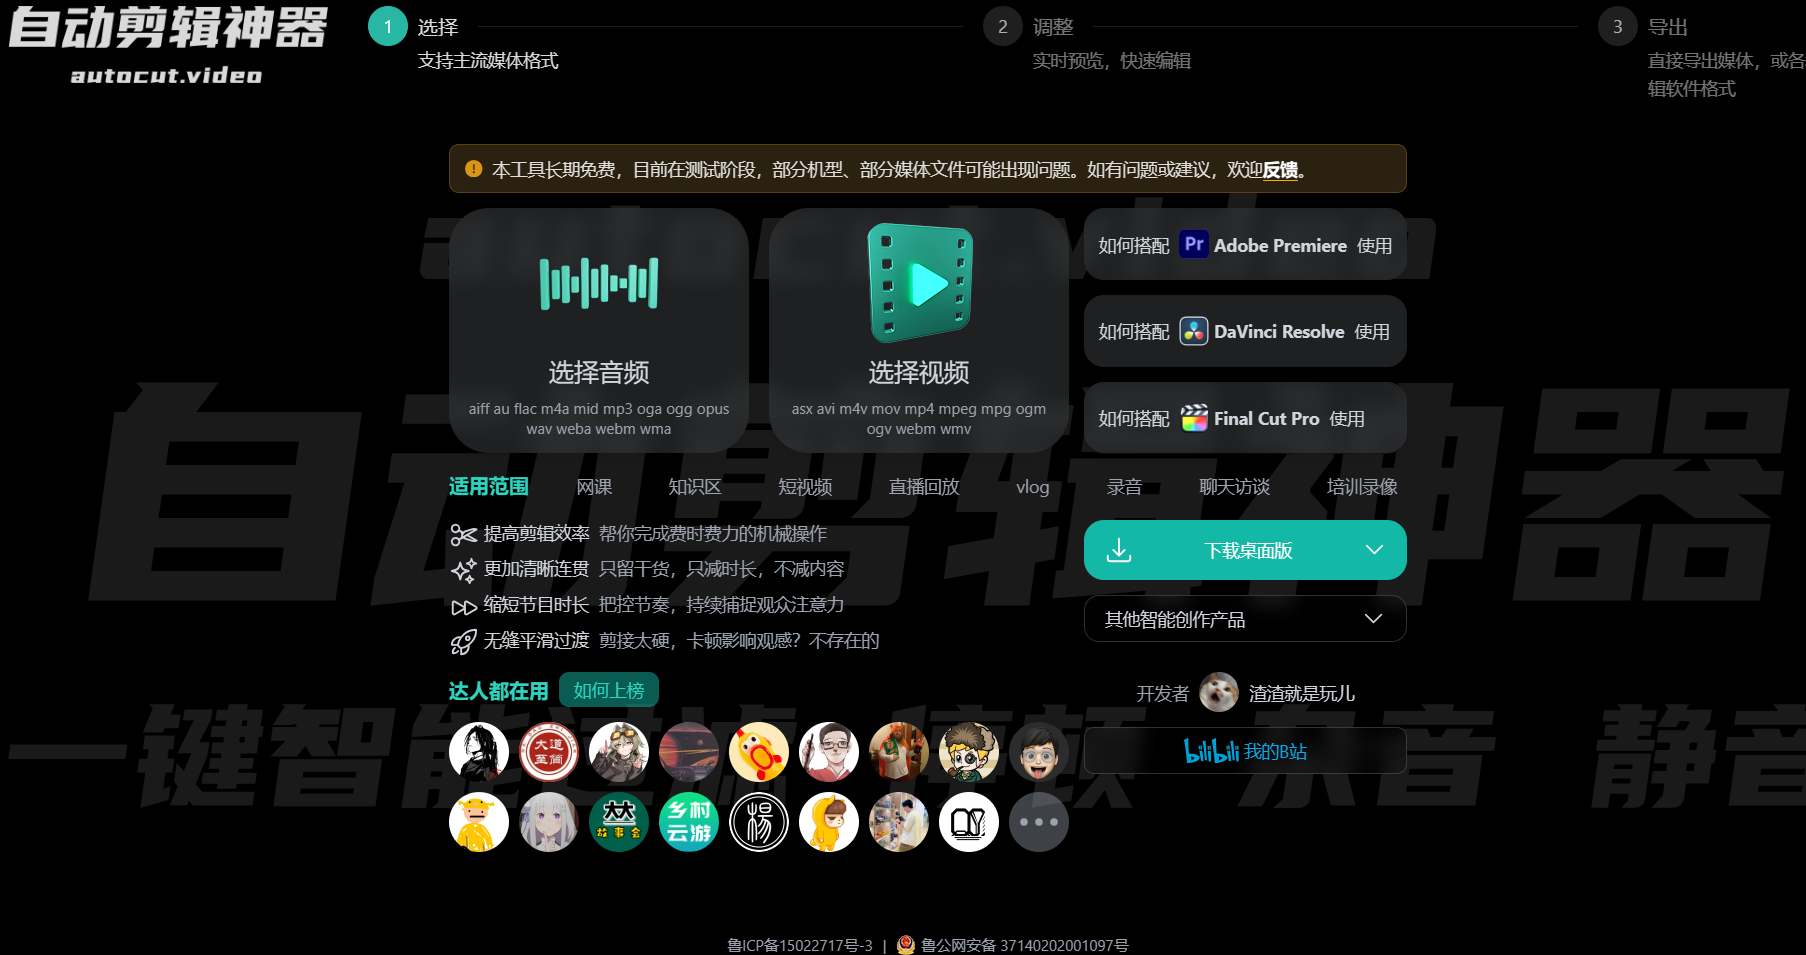 自动剪辑神器
autocut.video
1 选择
支持主流媒体格式
2 调整
实时预览，快速编辑
3 导出
直接导出媒体，或各
辑软件格式
本工具长期免费，目前在测试阶段，部分机型、部分媒体文件可能出现问题。如有问题或建议，欢迎反馈。
选择音频
aiff au flac m4a mid mp3 oga ogg opus
wav weba webm wma
选择视频
asx avi m4v mov mp4 mpeg mpg ogm
ogv webm wmv
如何搭配 Pr Adobe Premiere 使用
如何搭配 DaVinci Resolve 使用
如何搭配 Final Cut Pro 使用
适用范围 网课 知识区 短视频 直播回放 vlog 录音 聊天访谈 培训录像
提高剪辑效率 帮你完成费时费力的机械操作
更加清晰连贯 只留干货，只减时长，不减内容
缩短节目时长 把控节奏，持续捕捉观众注意力
无缝平滑过渡 剪接太硬，卡顿影响观感？不存在的
下载桌面版
其他智能创作产品
达人都在用 如何上榜
开发者 渣渣就是玩儿
bilibili 我的B站
大道
至简
故事会
乡村
云游
楊
autocut.video
自动剪辑神器
一键智能过滤 停顿 杂音 静音
鲁ICP备15022717号-3 | 鲁公网安备 37140202001097号